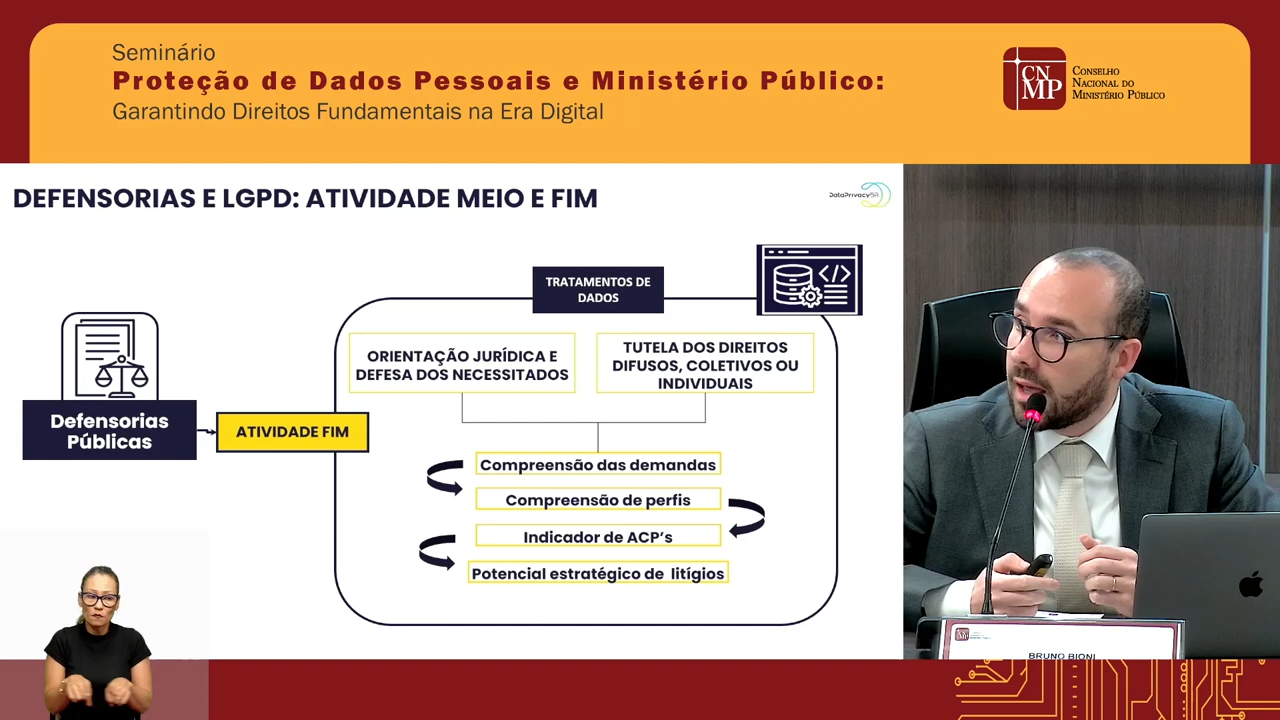 Seminário
Proteção de Dados Pessoais e Ministério Público:
Garantindo Direitos Fundamentais na Era Digital
CN
MP
CONSELHO
NACIONAL DO
MINISTÉRIO PÚBLICO
DEFENSORIAS E LGPD: ATIVIDADE MEIO E FIM
DataPrivacyBR
TRATAMENTOS DE
DADOS
ORIENTAÇÃO JURÍDICA E
DEFESA DOS NECESSITADOS
TUTELA DOS DIREITOS
DIFUSOS, COLETIVOS OU
INDIVIDUAIS
Defensorias
Públicas
ATIVIDADE FIM
Compreensão das demandas
Compreensão de perfis
Indicador de ACP's
Potencial estratégico de litígios
BRUNO BIONI